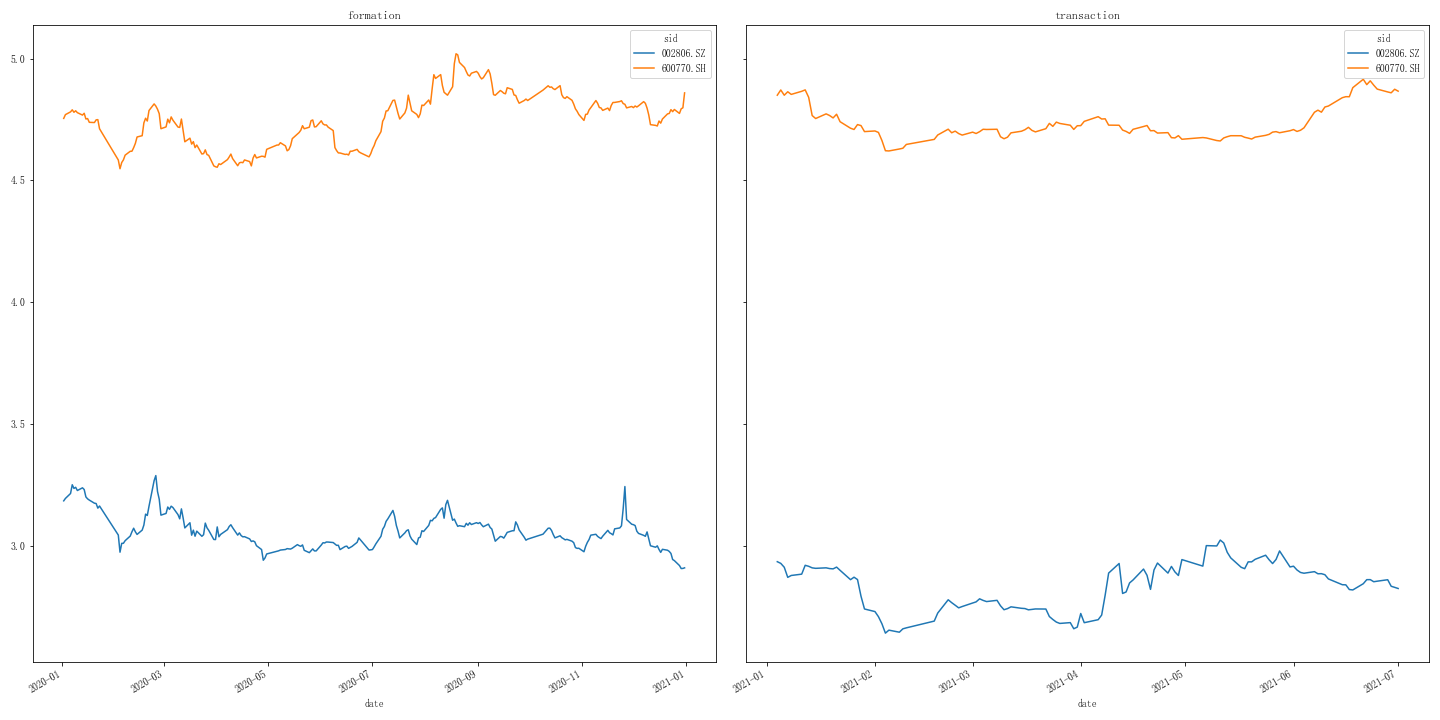 formation
sid
002806.SZ
600770.SH
5.0
4.5
4.0
3.5
3.0
2020-01
2020-03
2020-05
2020-07
2020-09
2020-11
2021-01
date
transaction
sid
002806.SZ
600770.SH
2021-01
2021-02
2021-03
2021-04
2021-05
2021-06
2021-07
date